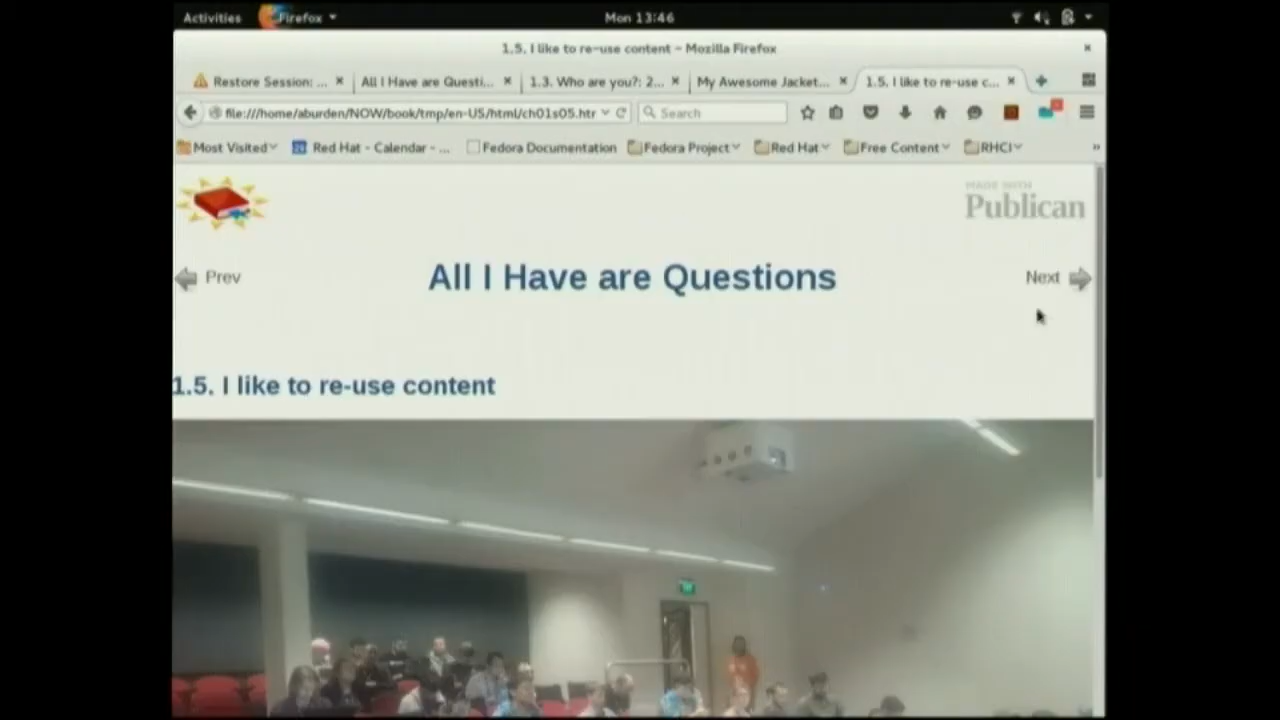 Activities Firefox Mon 13:46
1.5. I like to re-use content - Mozilla Firefox
Restore Session: ... All I Have are Questi... 1.3. Who are you?: 2... My Awesome Jacket... 1.5. I like to re-use c...
file:///home/aburden/NOW/book/tmp/en-US/html/ch01s05.htr Search
Most Visited Red Hat - Calendar - ... Fedora Documentation Fedora Project Red Hat Free Content RHCI »
MADE WITH
Publican
Prev All I Have are Questions Next
1.5. I like to re-use content